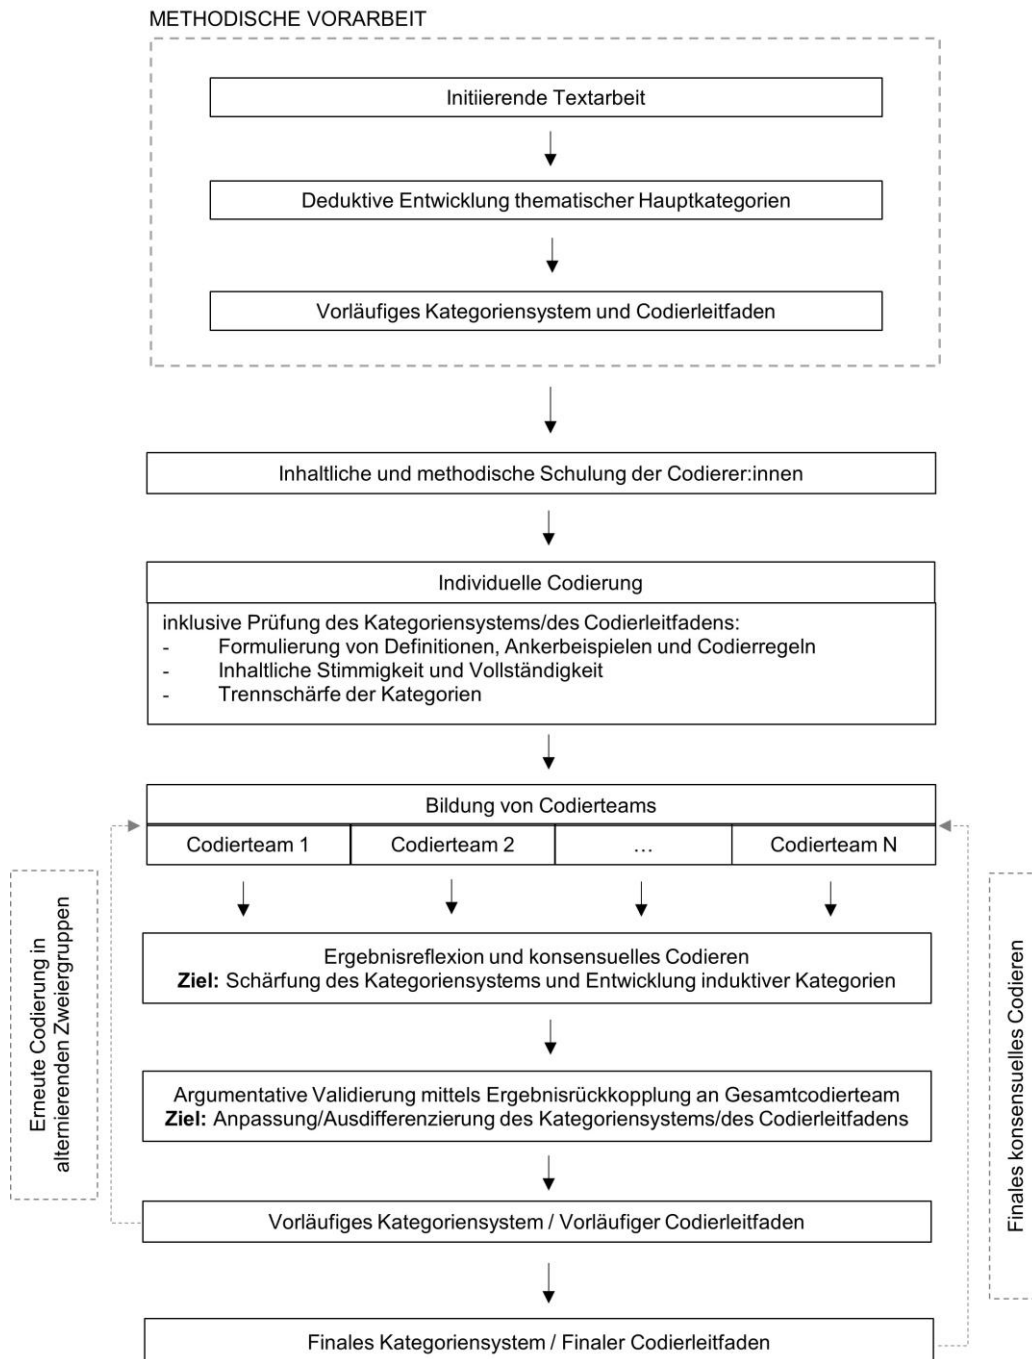 METHODISCHE VORARBEIT
Initiierende Textarbeit
Deduktive Entwicklung thematischer Hauptkategorien
Vorläufiges Kategoriensystem und Codierleitfaden
Inhaltliche und methodische Schulung der Codierer:innen
Individuelle Codierung
inklusive Prüfung des Kategoriensystems/des Codierleitfadens:
- Formulierung von Definitionen, Ankerbeispielen und Codierregeln
- Inhaltliche Stimmigkeit und Vollständigkeit
- Trennschärfe der Kategorien
Bildung von Codierteams
Codierteam 1
Codierteam 2
...
Codierteam N
Ergebnisreflexion und konsensuelles Codieren
Ziel: Schärfung des Kategoriensystems und Entwicklung induktiver Kategorien
Argumentative Validierung mittels Ergebnisrückkopplung an Gesamtcodierteam
Ziel: Anpassung/Ausdifferenzierung des Kategoriensystems/des Codierleitfadens
Vorläufiges Kategoriensystem / Vorläufiger Codierleitfaden
Finales Kategoriensystem / Finaler Codierleitfaden
Erneute Codierung in
alternierenden Zweiergruppen
Finales konsensuelles Codieren